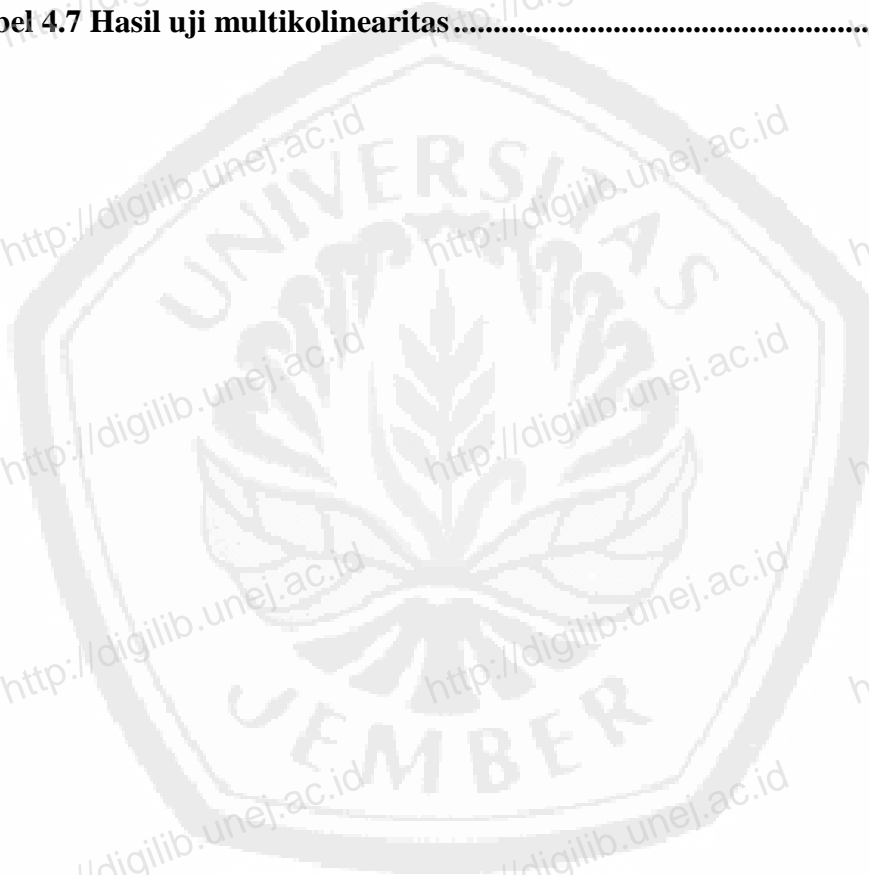 bel 4.7 Hasil uji multikolinearitas................................................
http://digilib.unej.ac.id
http://digilib.unej.ac.id
UNIVERSITAS
http://digilib.unej.ac.id
http://digilib.unej.ac.id
http://digilib.unej.ac.id
http://digilib.unej.ac.id
JEMBER
//digilib.unej.ac.id
//digilib.unej.ac.id